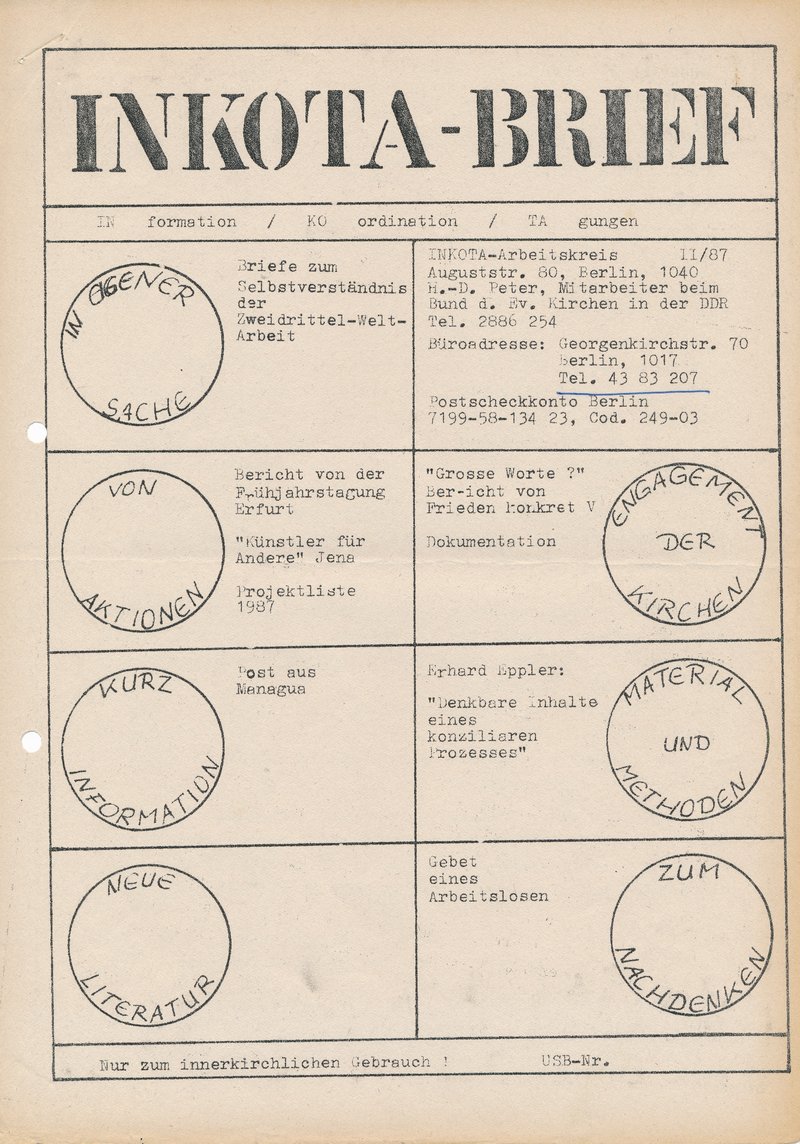 INKOTA-BRIEF
IN formation / KO ordination / TA gungen
IN EIGENER
SACHE
Briefe zum
Selbstverständnis
der
Zweidrittel-Welt-
Arbeit
INKOTA-Arbeitskreis II/87
Auguststr. 80, Berlin, 1040
H.-D. Peter, Mitarbeiter beim
Bund d. Ev. Kirchen in der DDR
Tel. 2886 254
Büroadresse: Georgenkirchstr. 70
Berlin, 1017
Tel. 43 83 207
Postscheckkonto Berlin
7199-58-134 23, Cod. 249-03
VON
AKTIONEN
Bericht von der
Frühjahrstagung
Erfurt
"Künstler für
Andere" Jena
Projektliste
1987
"Grosse Worte ?"
Ber-icht von
Frieden konkret V
Dokumentation
ENGAGEMENT
DER
KIRCHEN
KURZ
INFORMATION
Post aus
Managua
Erhard Eppler:
"Denkbare Inhalte
eines
konziliaren
Prozesses"
MATERIAL
UND
METHODEN
NEUE
LITERATUR
Gebet
eines
Arbeitslosen
ZUM
NACHDENKEN
Nur zum innerkirchlichen Gebrauch ! USB-Nr.